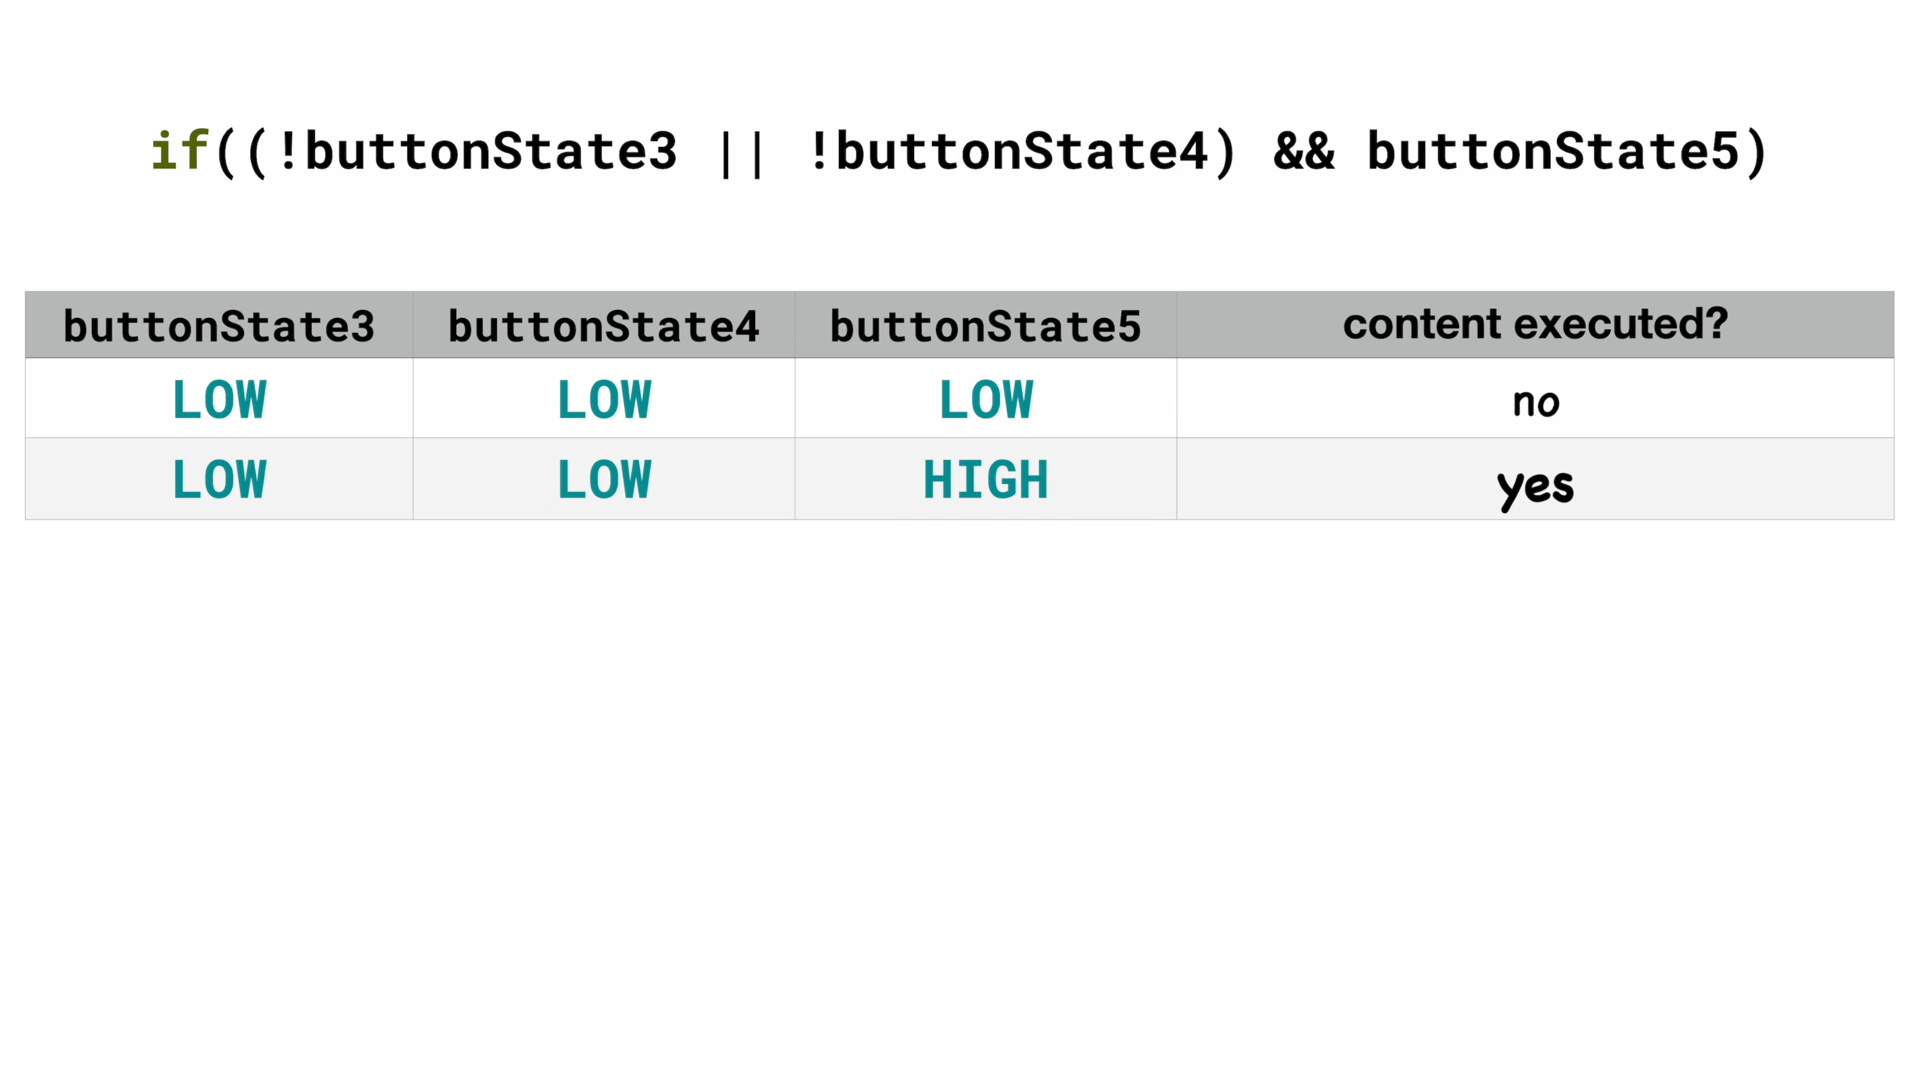 if((!buttonState3 || !buttonState4) && buttonState5)
buttonState3 buttonState4 buttonState5 content executed?
LOW LOW LOW no
LOW LOW HIGH yes